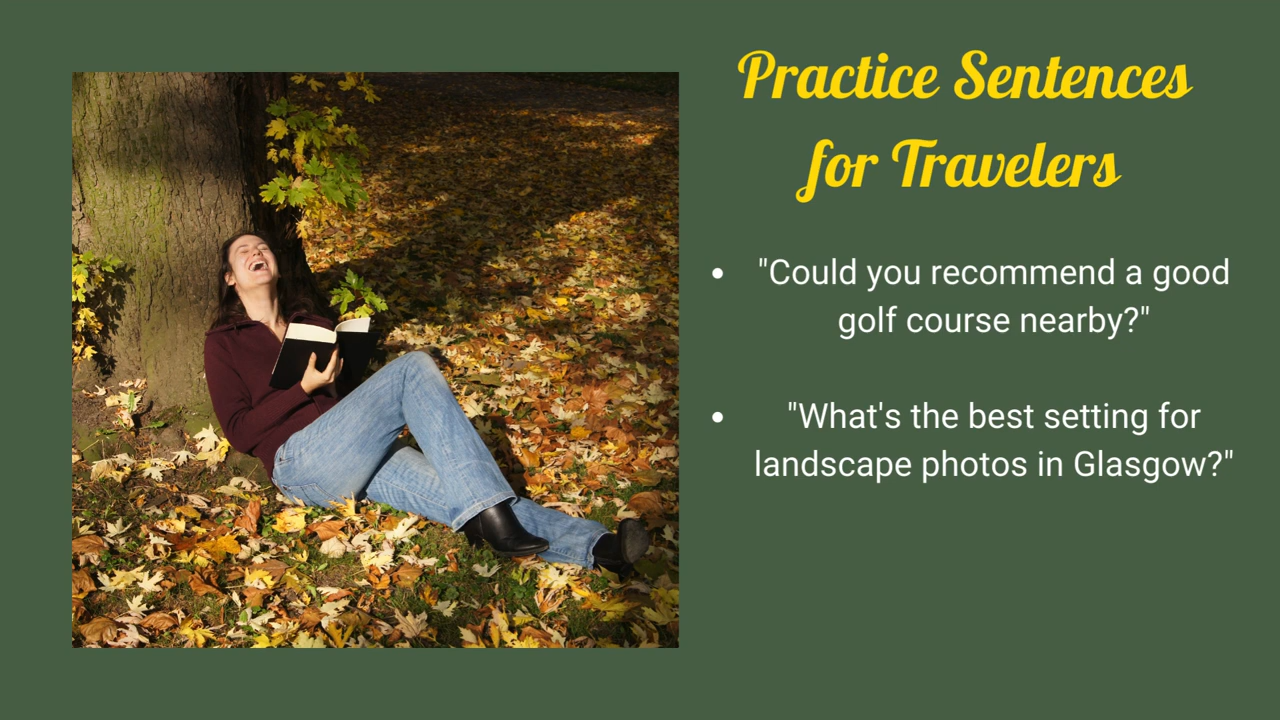 Practice Sentences
for Travelers
• "Could you recommend a good
golf course nearby?"
• "What's the best setting for
landscape photos in Glasgow?"